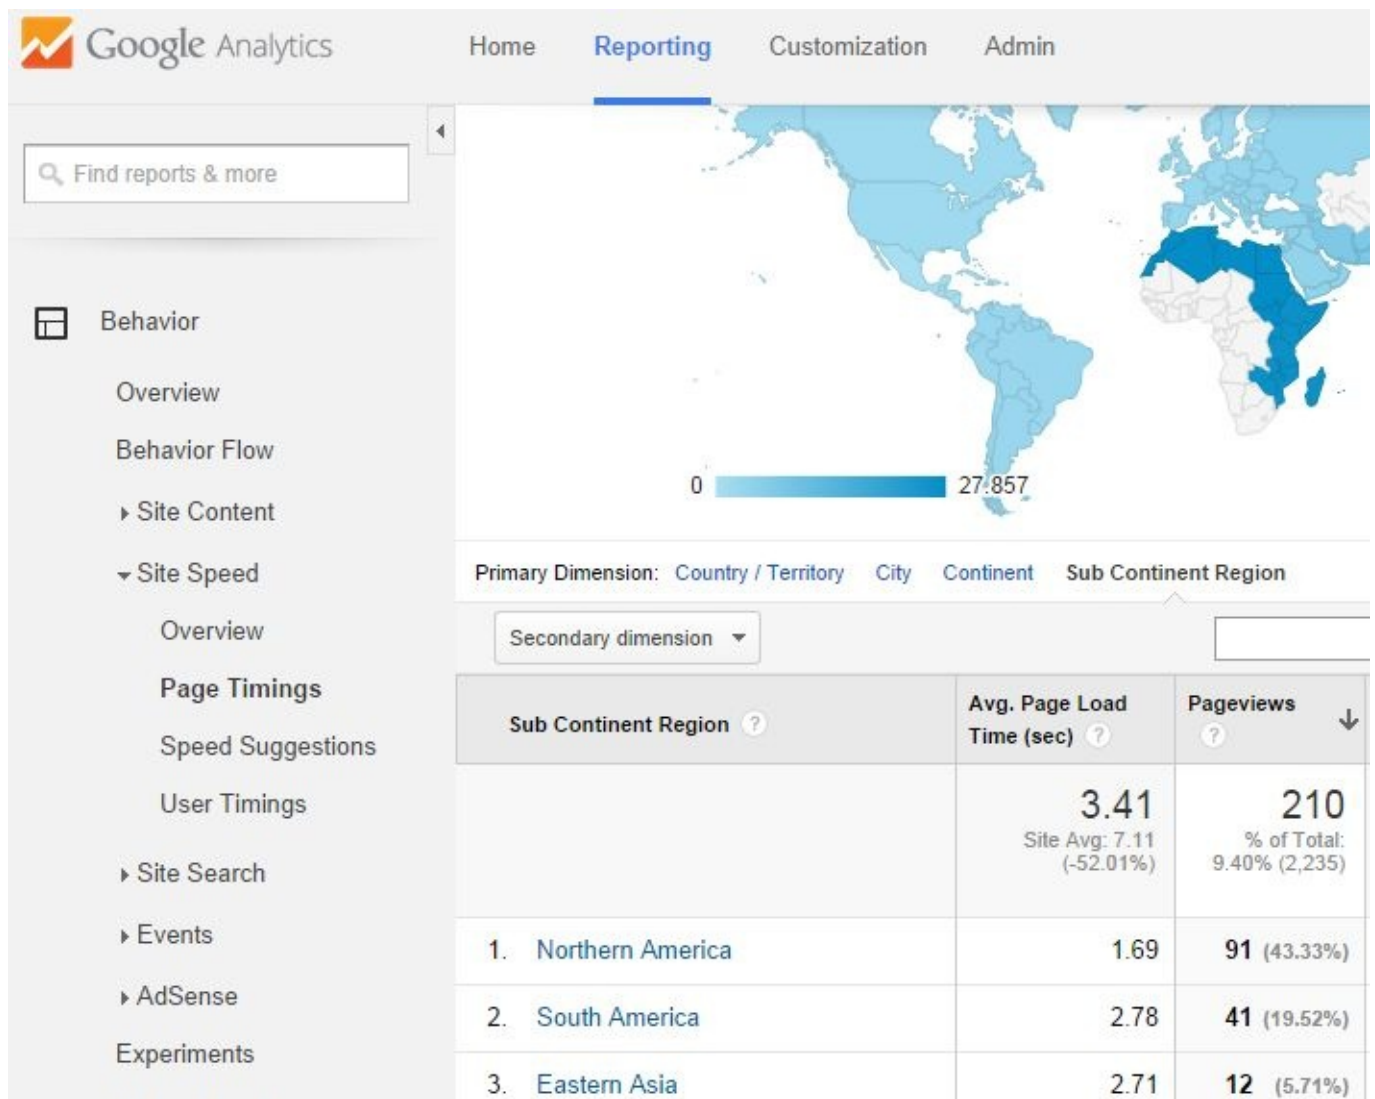 Google Analytics
Home Reporting Customization Admin
Find reports & more
Behavior
Overview
Behavior Flow
Site Content
Site Speed
Overview
Page Timings
Speed Suggestions
User Timings
Site Search
Events
AdSense
Experiments
0 27.857
Primary Dimension: Country / Territory City Continent Sub Continent Region
Secondary dimension
Sub Continent Region ?
Avg. Page Load
Time (sec) ?
Pageviews
?
3.41
Site Avg: 7.11
(-52.01%)
210
% of Total:
9.40% (2,235)
1. Northern America 1.69 91 (43.33%)
2. South America 2.78 41 (19.52%)
3. Eastern Asia 2.71 12 (5.71%)